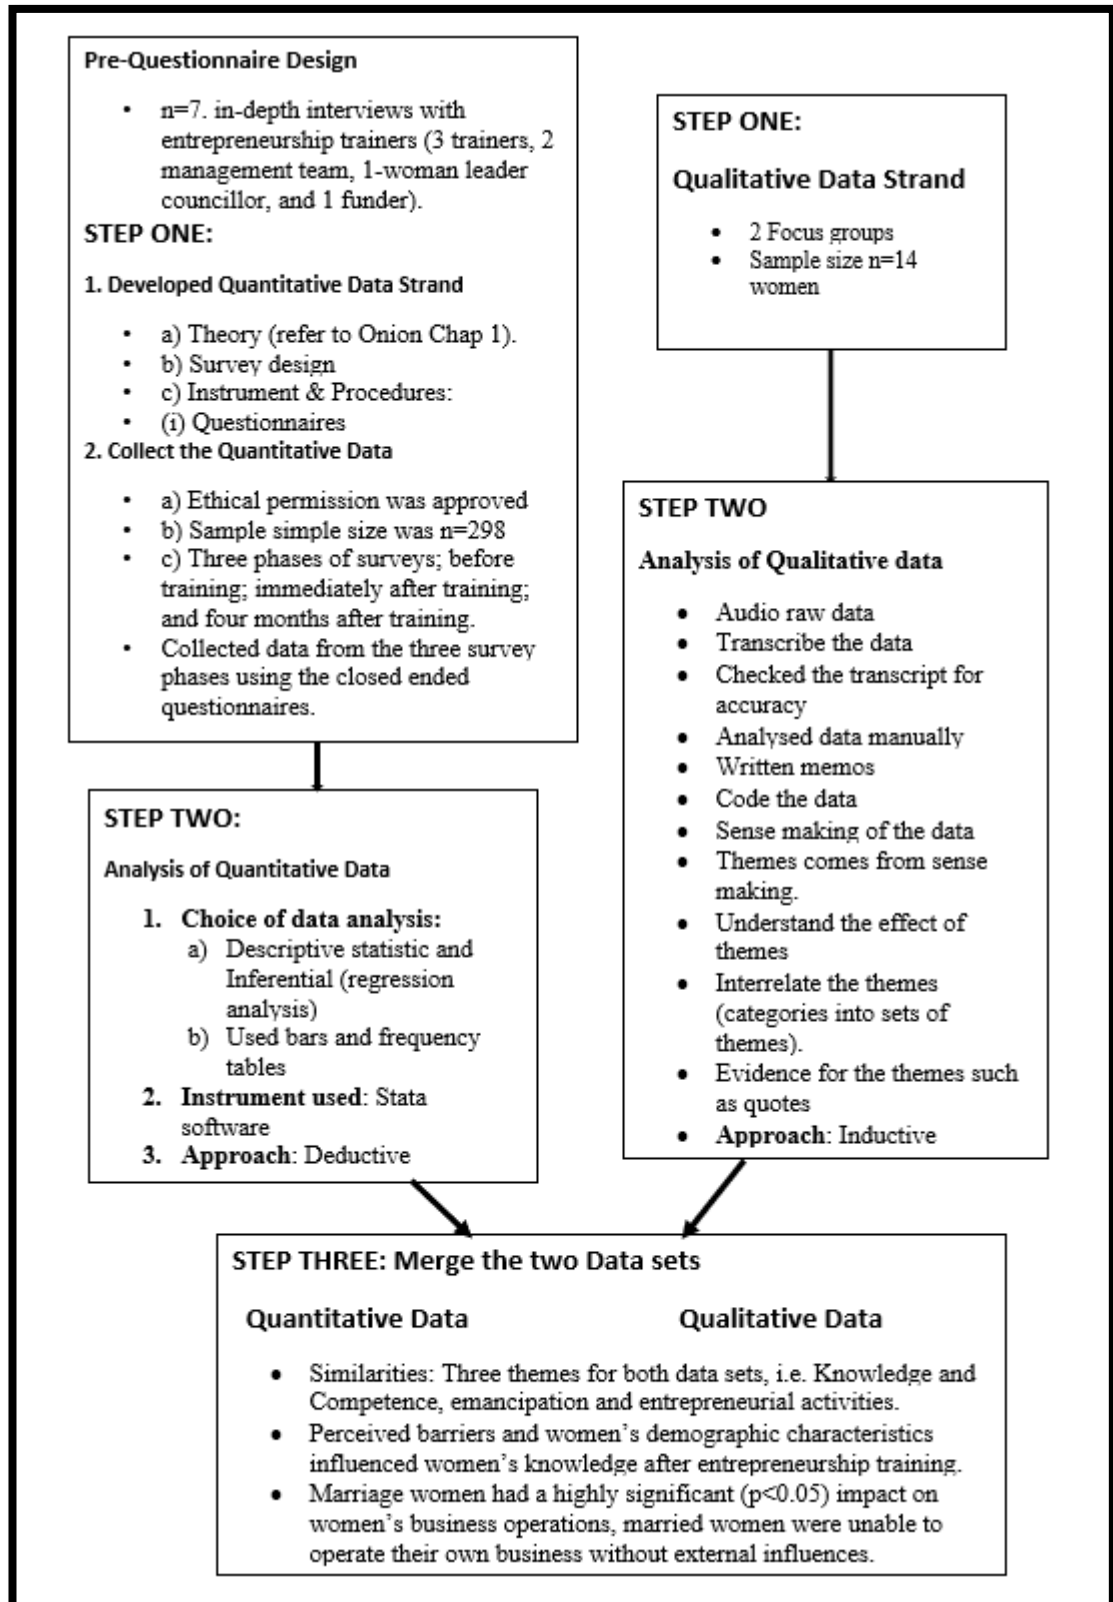 Pre-Questionnaire Design
• n=7. in-depth interviews with
entrepreneurship trainers (3 trainers, 2
management team, 1-woman leader
councillor, and 1 funder).
STEP ONE:
1. Developed Quantitative Data Strand
• a) Theory (refer to Onion Chap 1).
• b) Survey design
• c) Instrument & Procedures:
• (i) Questionnaires
2. Collect the Quantitative Data
• a) Ethical permission was approved
• b) Sample simple size was n=298
• c) Three phases of surveys; before
training; immediately after training;
and four months after training.
• Collected data from the three survey
phases using the closed ended
questionnaires.
STEP TWO:
Analysis of Quantitative Data
1. Choice of data analysis:
a) Descriptive statistic and
Inferential (regression
analysis)
b) Used bars and frequency
tables
2. Instrument used: Stata
software
3. Approach: Deductive
STEP ONE:
Qualitative Data Strand
• 2 Focus groups
• Sample size n=14
women
STEP TWO
Analysis of Qualitative data
• Audio raw data
• Transcribe the data
• Checked the transcript for
accuracy
• Analysed data manually
• Written memos
• Code the data
• Sense making of the data
• Themes comes from sense
making.
• Understand the effect of
themes
• Interrelate the themes
(categories into sets of
themes).
• Evidence for the themes such
as quotes
• Approach: Inductive
STEP THREE: Merge the two Data sets
Quantitative Data Qualitative Data
• Similarities: Three themes for both data sets, i.e. Knowledge and
Competence, emancipation and entrepreneurial activities.
• Perceived barriers and women's demographic characteristics
influenced women's knowledge after entrepreneurship training.
• Marriage women had a highly significant (p<0.05) impact on
women's business operations, married women were unable to
operate their own business without external influences.